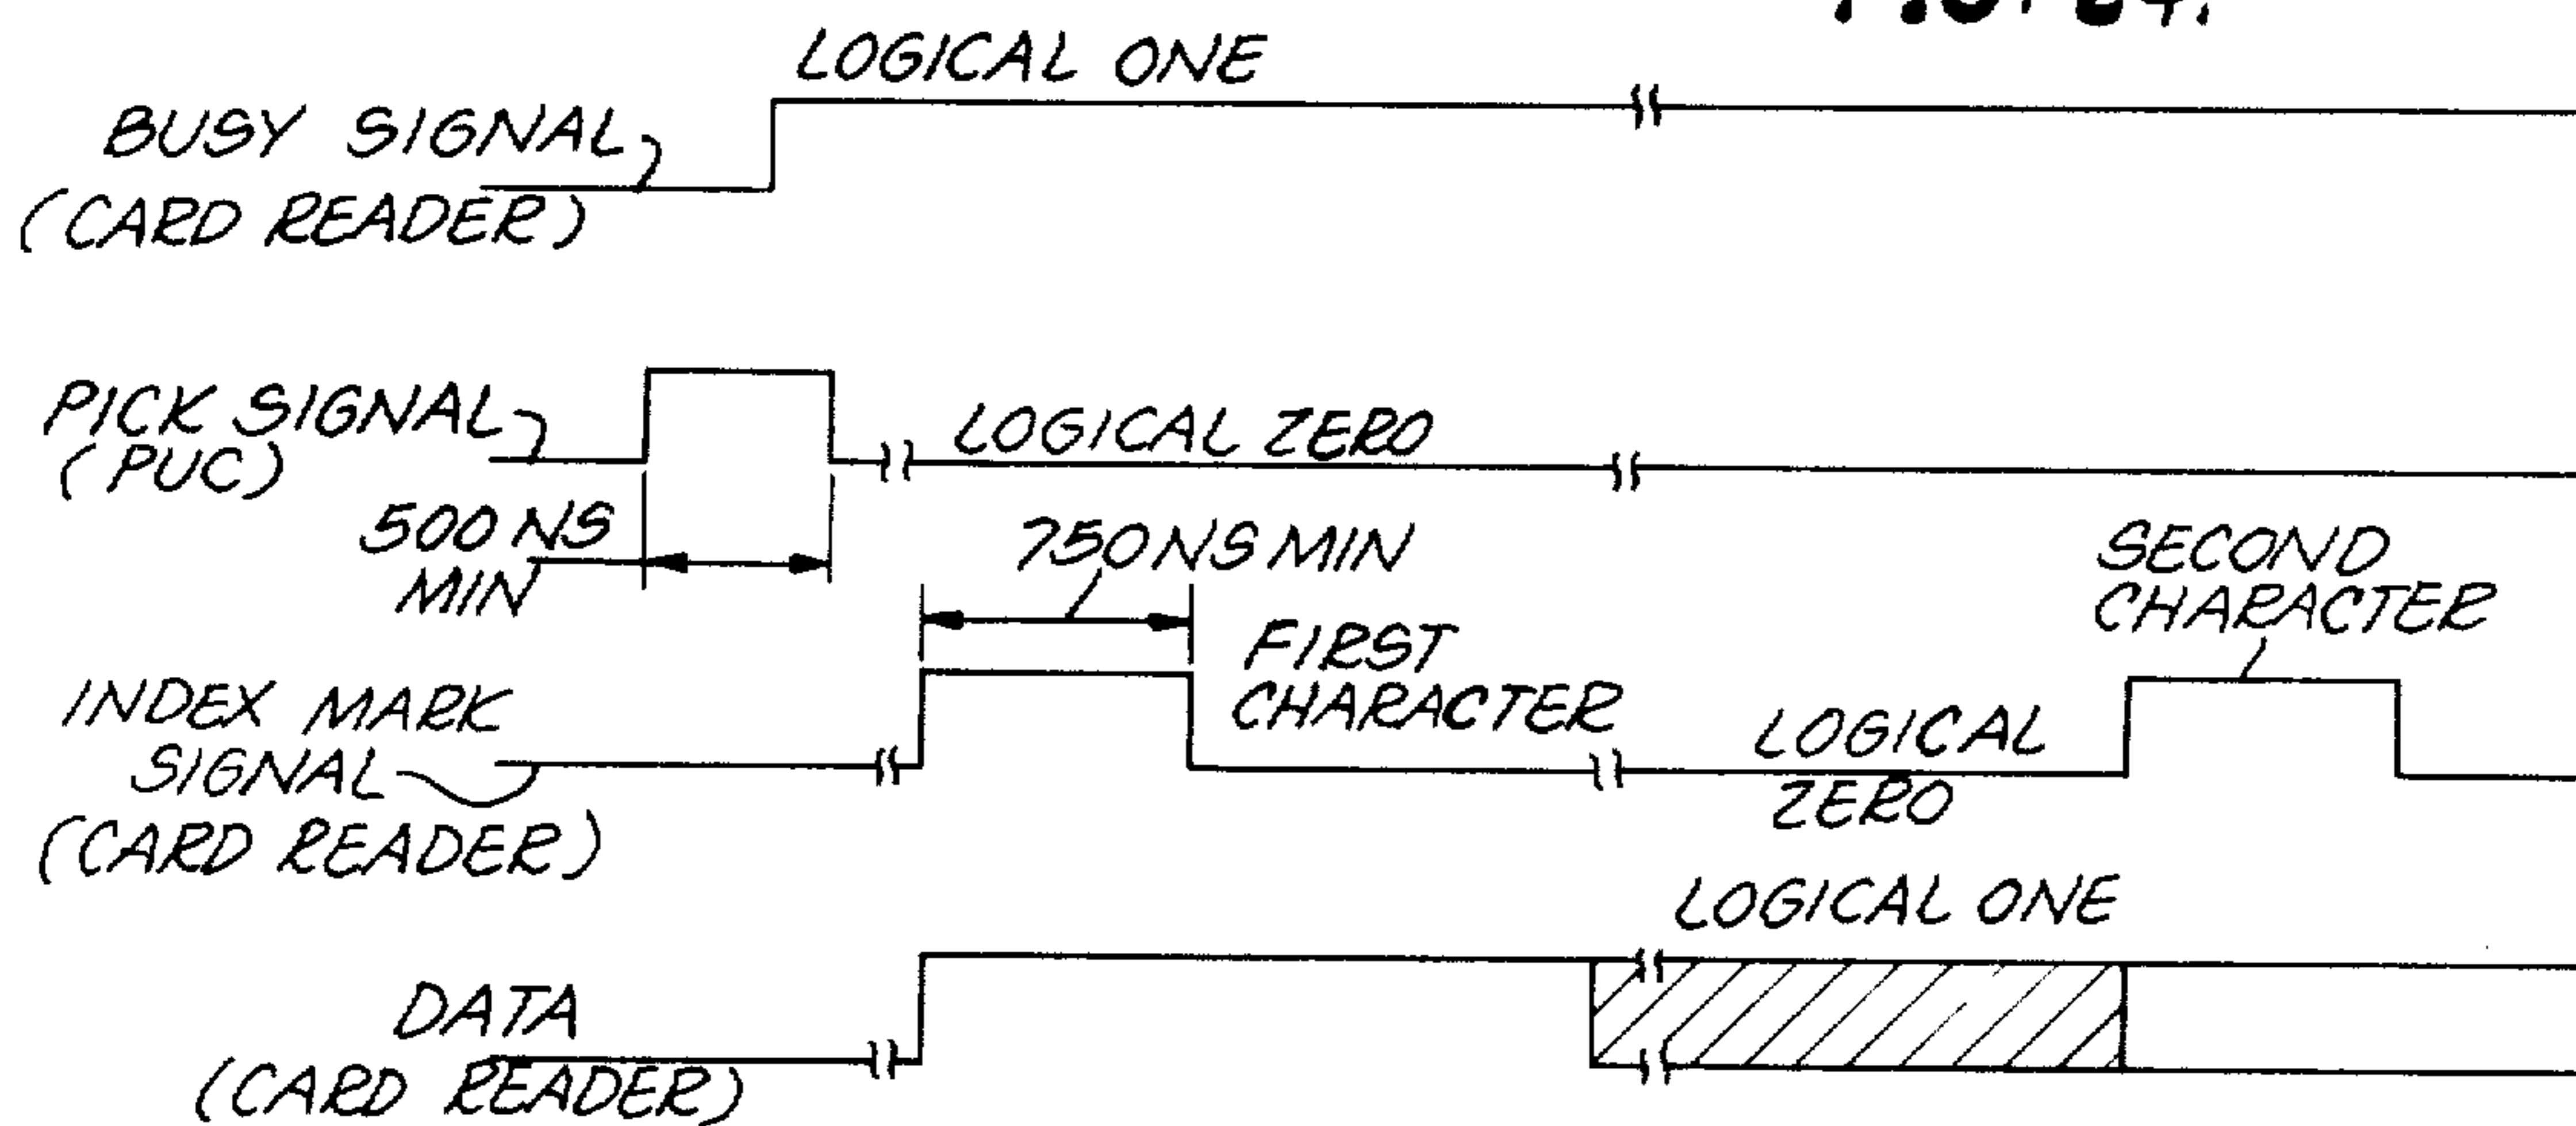 LOGICAL ONE
BUSY SIGNAL
(CARD READER)
PICK SIGNAL
(PUC)
LOGICAL ZERO
500 NS
MIN
750 NS MIN
SECOND
CHARACTER
FIRST
CHARACTER
INDEX MARK
SIGNAL
(CARD READER)
LOGICAL
ZERO
LOGICAL ONE
DATA
(CARD READER)